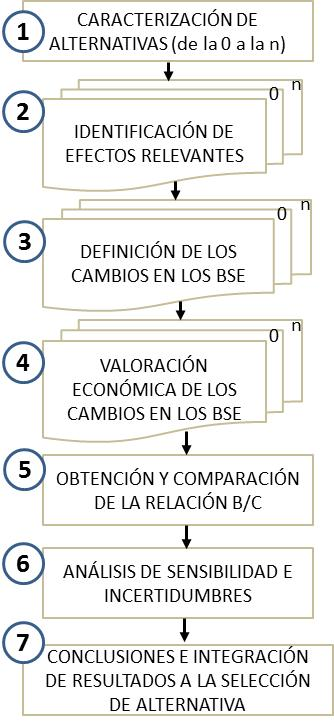 1
CARACTERIZACIÓN DE
ALTERNATIVAS (de la 0 a la n)
n
0
2
IDENTIFICACIÓN DE
EFECTOS RELEVANTES
n
0
3
DEFINICIÓN DE LOS
CAMBIOS EN LOS BSE
n
0
4
VALORACIÓN
ECONÓMICA DE LOS
CAMBIOS EN LOS BSE
5
OBTENCIÓN Y COMPARACIÓN
DE LA RELACIÓN B/C
6
ANÁLISIS DE SENSIBILIDAD E
INCERTIDUMBRES
7
CONCLUSIONES E INTEGRACIÓN
DE RESULTADOS A LA SELECCIÓN
DE ALTERNATIVA